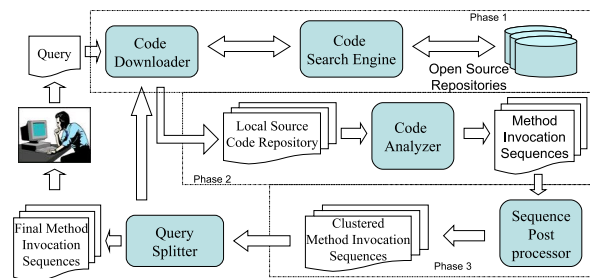 Phase 1
Query
Code
Downloader
Code
Search Engine
Open Source
Repositories
Local Source
Code Repository
Code
Analyzer
Method
Invocation
Sequences
Phase 2
Final Method
Invocation
Sequences
Query
Splitter
Clustered
Method Invocation
Sequences
Sequence
Post
processor
Phase 3